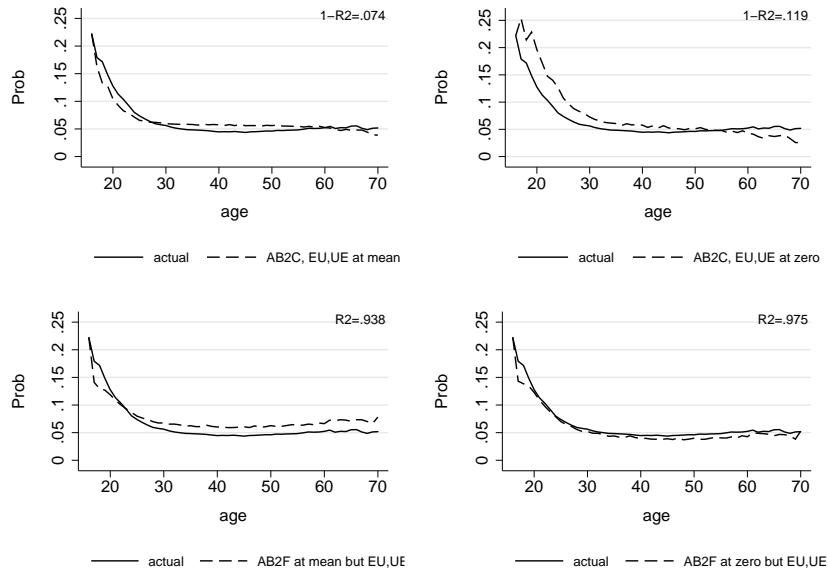 1−R2=.074
Prob
0 .05 .1 .15 .2 .25
20 30 40 50 60 70
age
actual AB2C, EU,UE at mean
1−R2=.119
Prob
0 .05 .1 .15 .2 .25
20 30 40 50 60 70
age
actual AB2C, EU,UE at zero
R2=.938
Prob
0 .05 .1 .15 .2 .25
20 30 40 50 60 70
age
actual AB2F at mean but EU,UE
R2=.975
Prob
0 .05 .1 .15 .2 .25
20 30 40 50 60 70
age
actual AB2F at zero but EU,UE